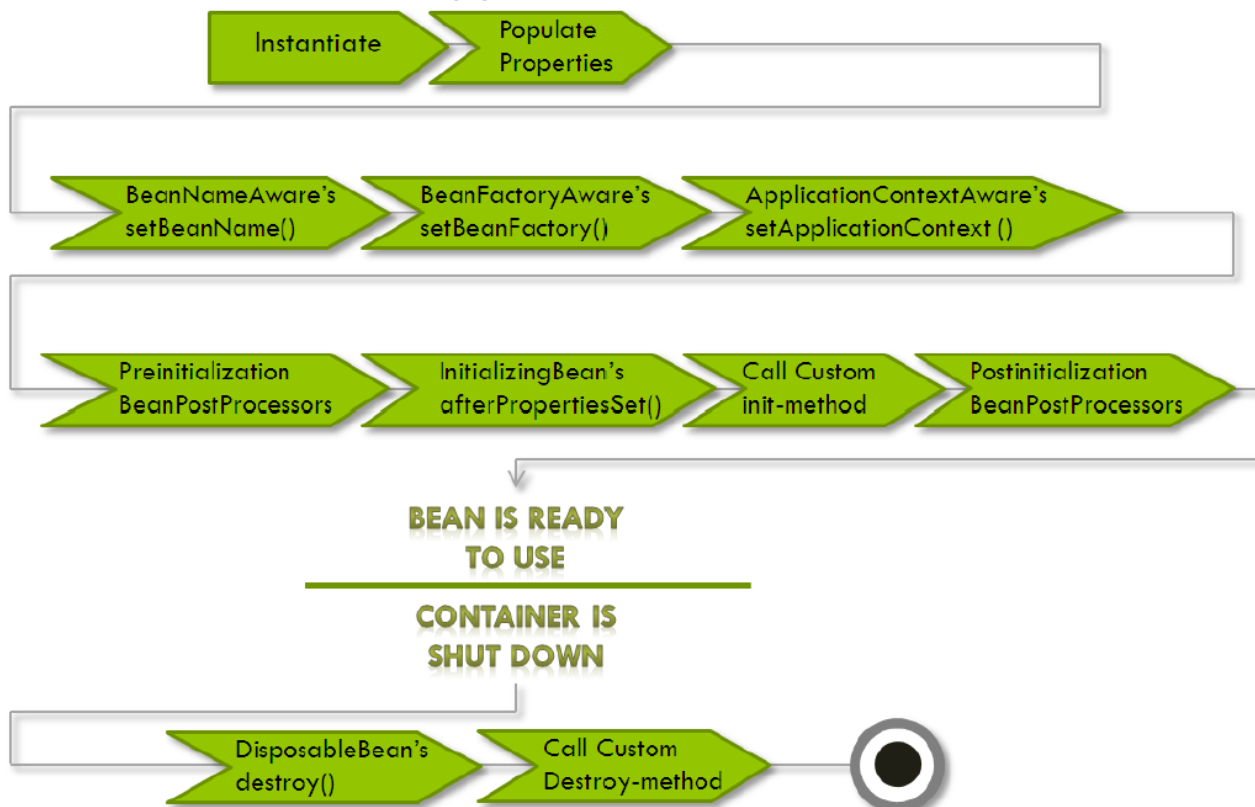 Instantiate
Populate
Properties
BeanNameAware's
setBeanName()
BeanFactoryAware's
setBeanFactory()
ApplicationContextAware's
setApplicationContext ()
Preinitialization
BeanPostProcessors
InitializingBean's
afterPropertiesSet()
Call Custom
init-method
Postinitialization
BeanPostProcessors
BEAN IS READY
TO USE
CONTAINER IS
SHUT DOWN
DisposableBean's
destroy()
Call Custom
Destroy-method